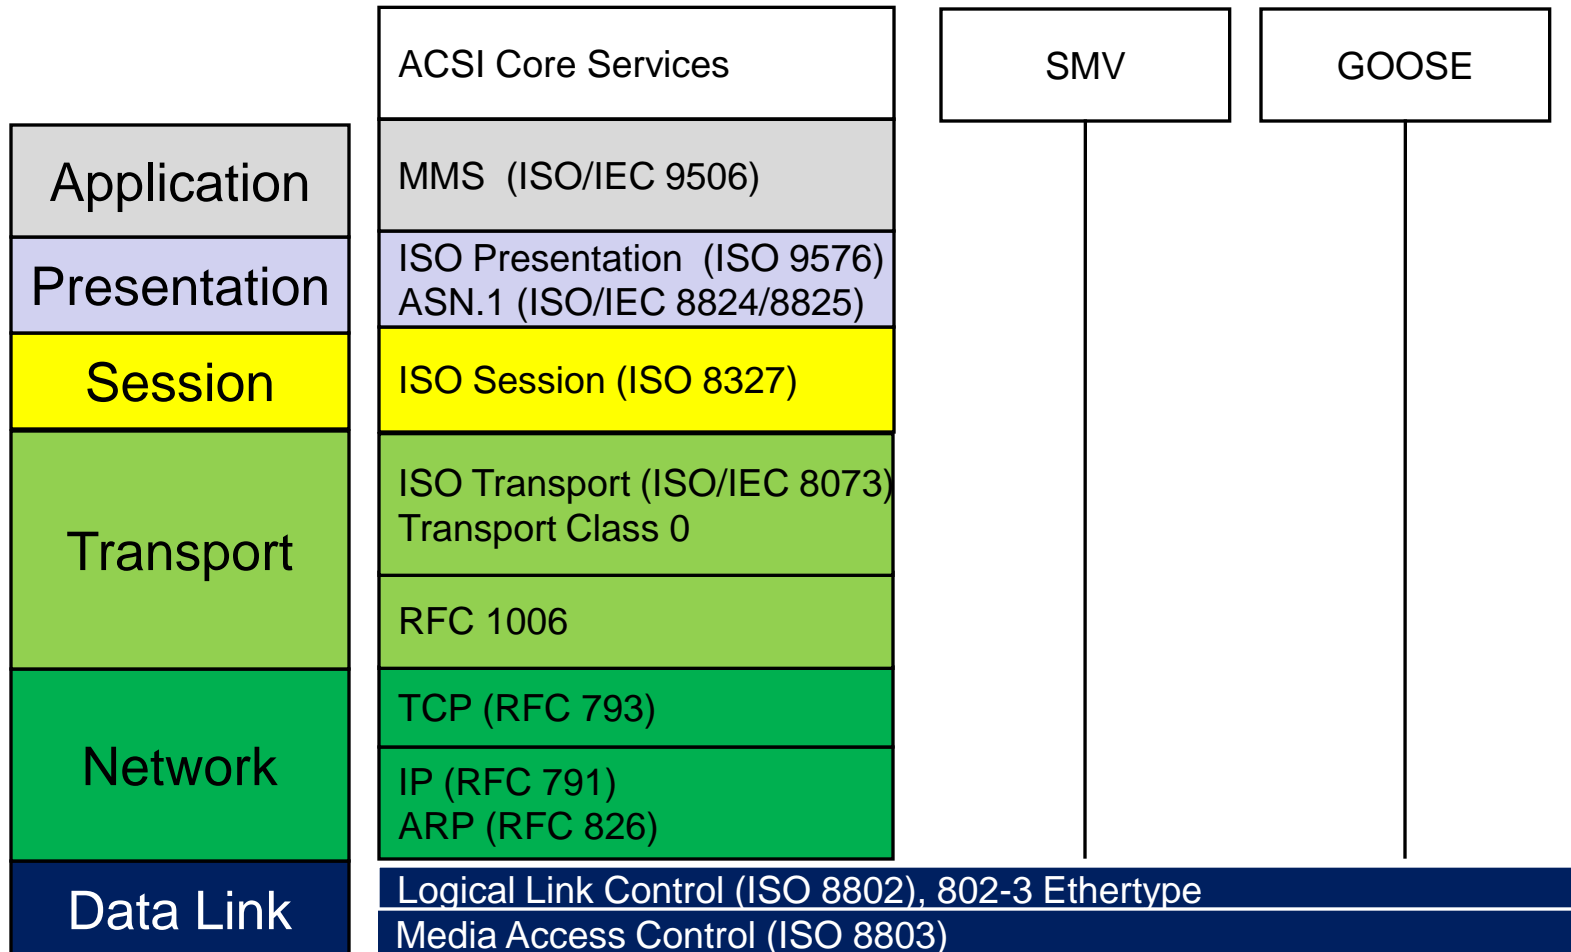 ACSI Core Services
SMV
GOOSE
Application
MMS (ISO/IEC 9506)
Presentation
ISO Presentation (ISO 9576)
ASN.1 (ISO/IEC 8824/8825)
Session
ISO Session (ISO 8327)
Transport
ISO Transport (ISO/IEC 8073)
Transport Class 0
RFC 1006
Network
TCP (RFC 793)
IP (RFC 791)
ARP (RFC 826)
Data Link
Logical Link Control (ISO 8802), 802-3 Ethertype
Media Access Control (ISO 8803)